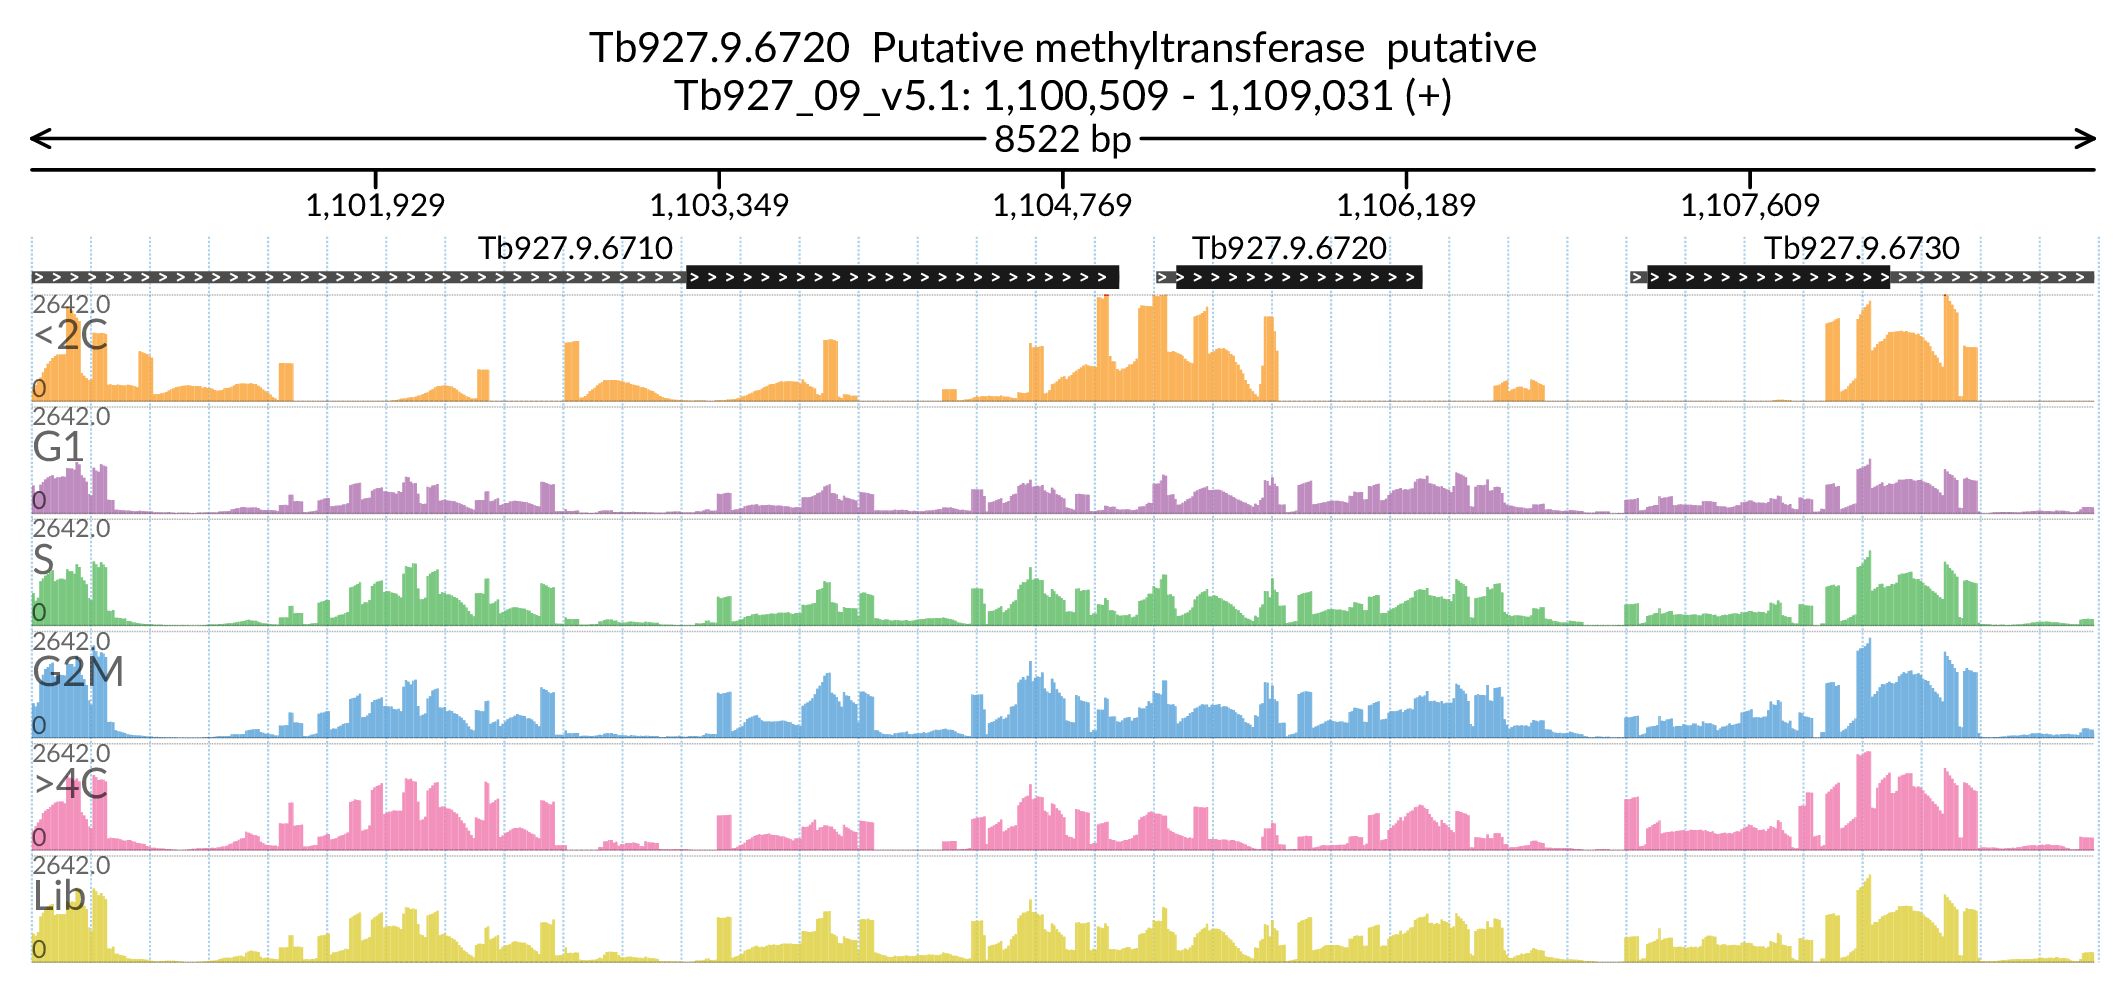 Tb927.9.6720 Putative methyltransferase putative
Tb927_09_v5.1: 1,100,509 - 1,109,031 (+)
8522 bp
1,101,929 1,103,349 1,104,769 1,106,189 1,107,609
Tb927.9.6710 Tb927.9.6720 Tb927.9.6730
2642.0
<2C
0
2642.0
G1
0
2642.0
S
0
2642.0
G2M
0
2642.0
>4C
0
2642.0
Lib
0